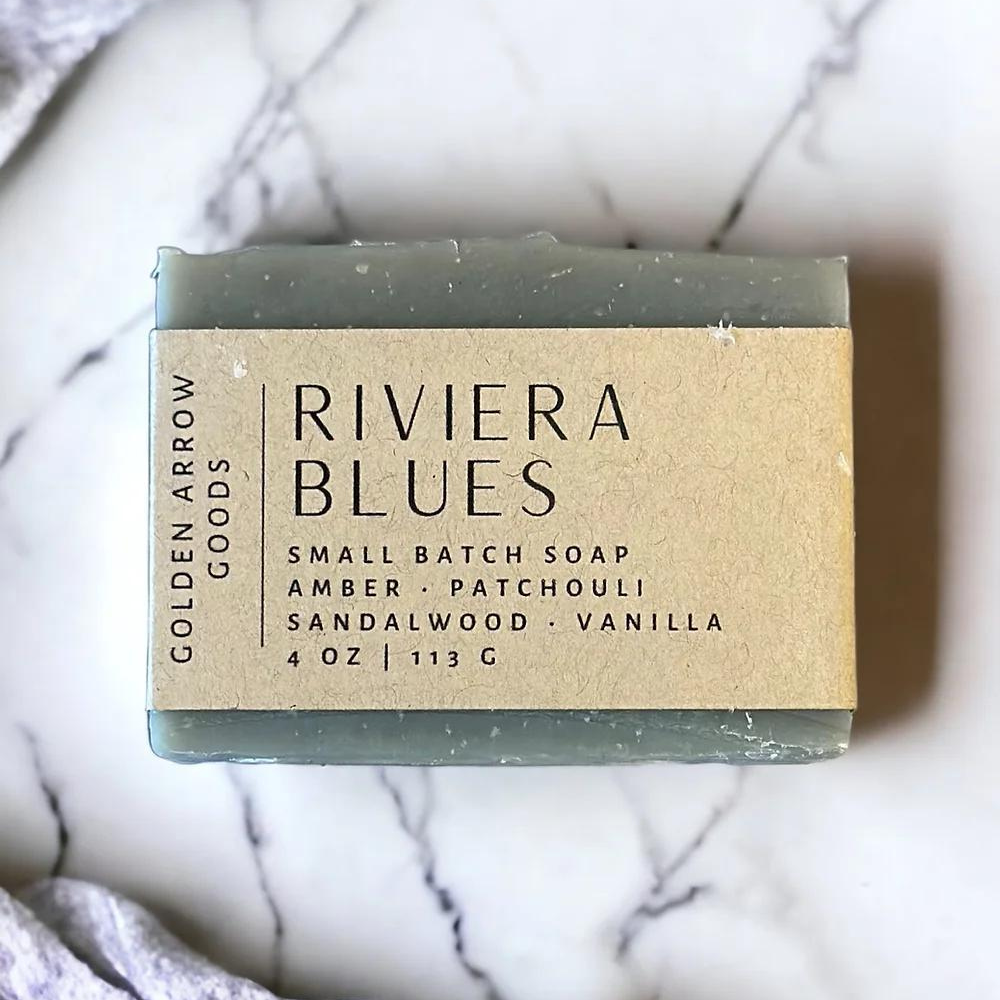 GOLDEN ARROW
GOODS
RIVIERA
BLUES
SMALL BATCH SOAP
AMBER · PATCHOULI
SANDALWOOD · VANILLA
4 OZ | 113 G